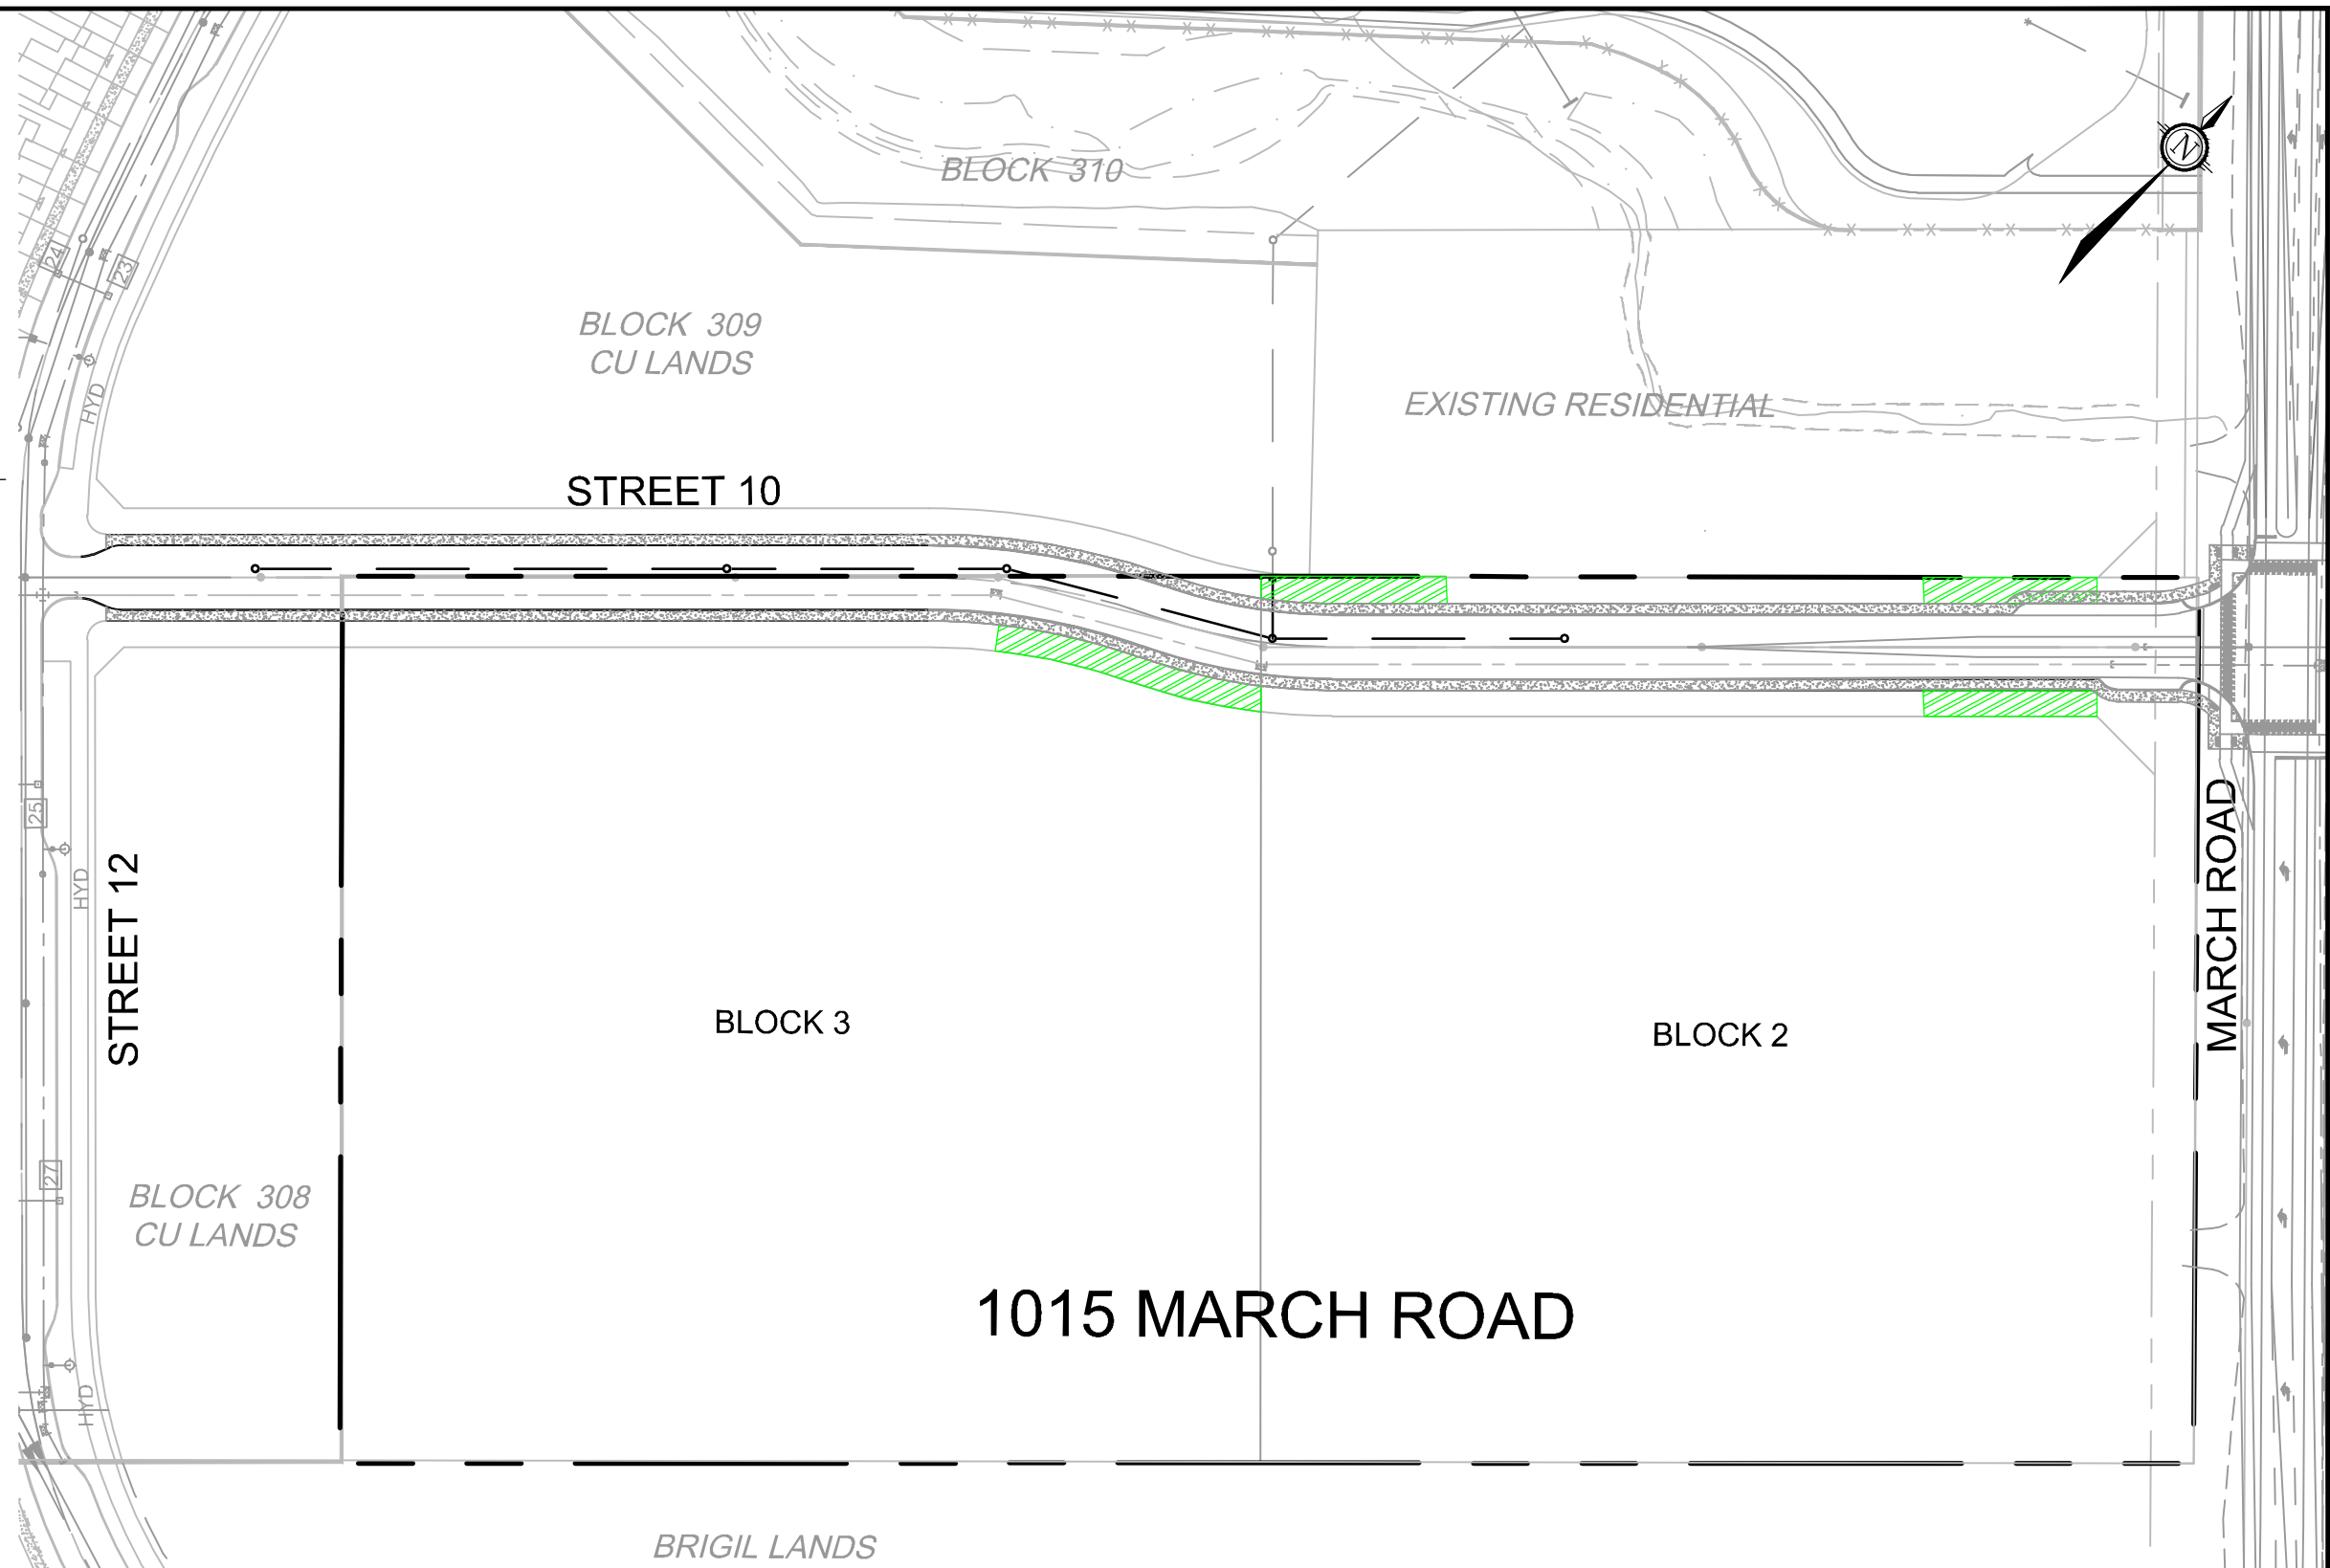 N
BLOCK 310
24
23
BLOCK 309
CU LANDS
HYD
EXISTING RESIDENTIAL
STREET 10
25
HYD
STREET 12
MARCH ROAD
BLOCK 3
BLOCK 2
27
BLOCK 308
CU LANDS
1015 MARCH ROAD
HYD
BRIGIL LANDS